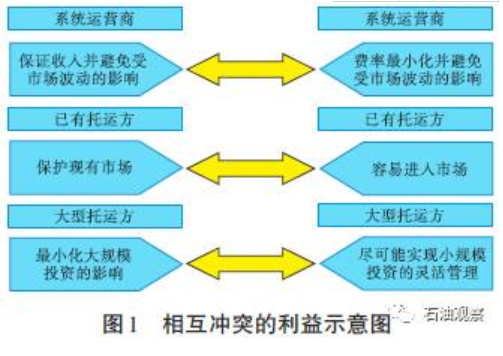 系统运营商
系统运营商
保证收入并避免受
市场波动的影响
费率最小化并避免
受市场波动的影响
已有托运方
已有托运方
保护现有市场
容易进入市场
大型托运方
大型托运方
最小化大规模
投资的影响
尽可能实现小规模
投资的灵活管理
石油观察
图1 相互冲突的利益示意图